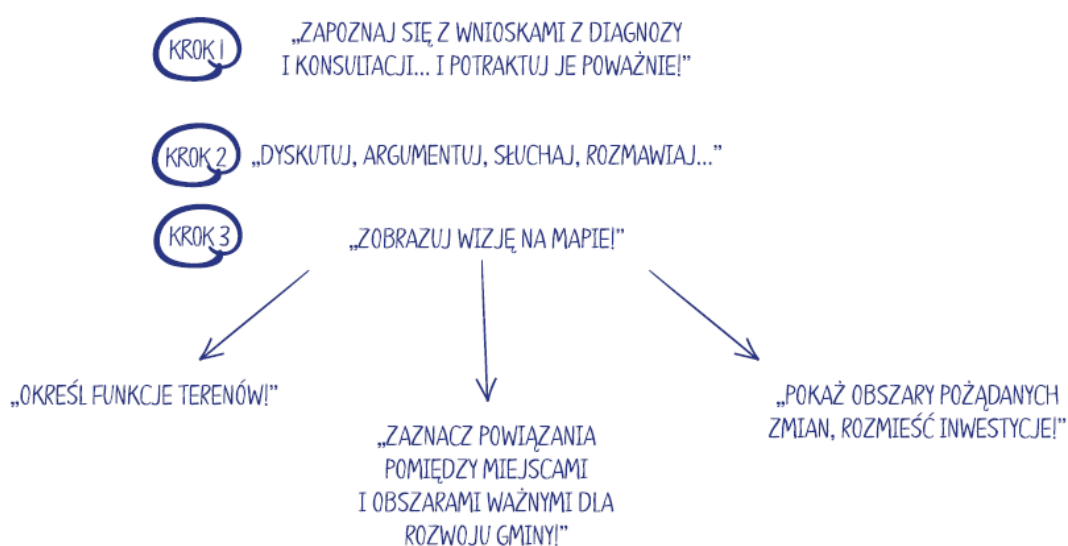 KROK 1
„ZAPOZNAJ SIĘ Z WNIOSKAMI Z DIAGNOZY
I KONSULTACJI... I POTRAKTUJ JE POWAŻNIE!”
KROK 2
„DYSKUTUJ, ARGUMENTUJ, SŁUCHAJ, ROZMAWIAJ...”
KROK 3
„ZOBRAZUJ WIZJĘ NA MAPIE!”
„OKREŚL FUNKCJE TERENÓW!”
„ZAZNACZ POWIĄZANIA
POMIĘDZY MIEJSCAMI
I OBSZARAMI WAŻNYMI DLA
ROZWOJU GMINY!”
„POKAŻ OBSZARY POŻĄDANYCH
ZMIAN, ROZMIEŚĆ INWESTYCJE!”